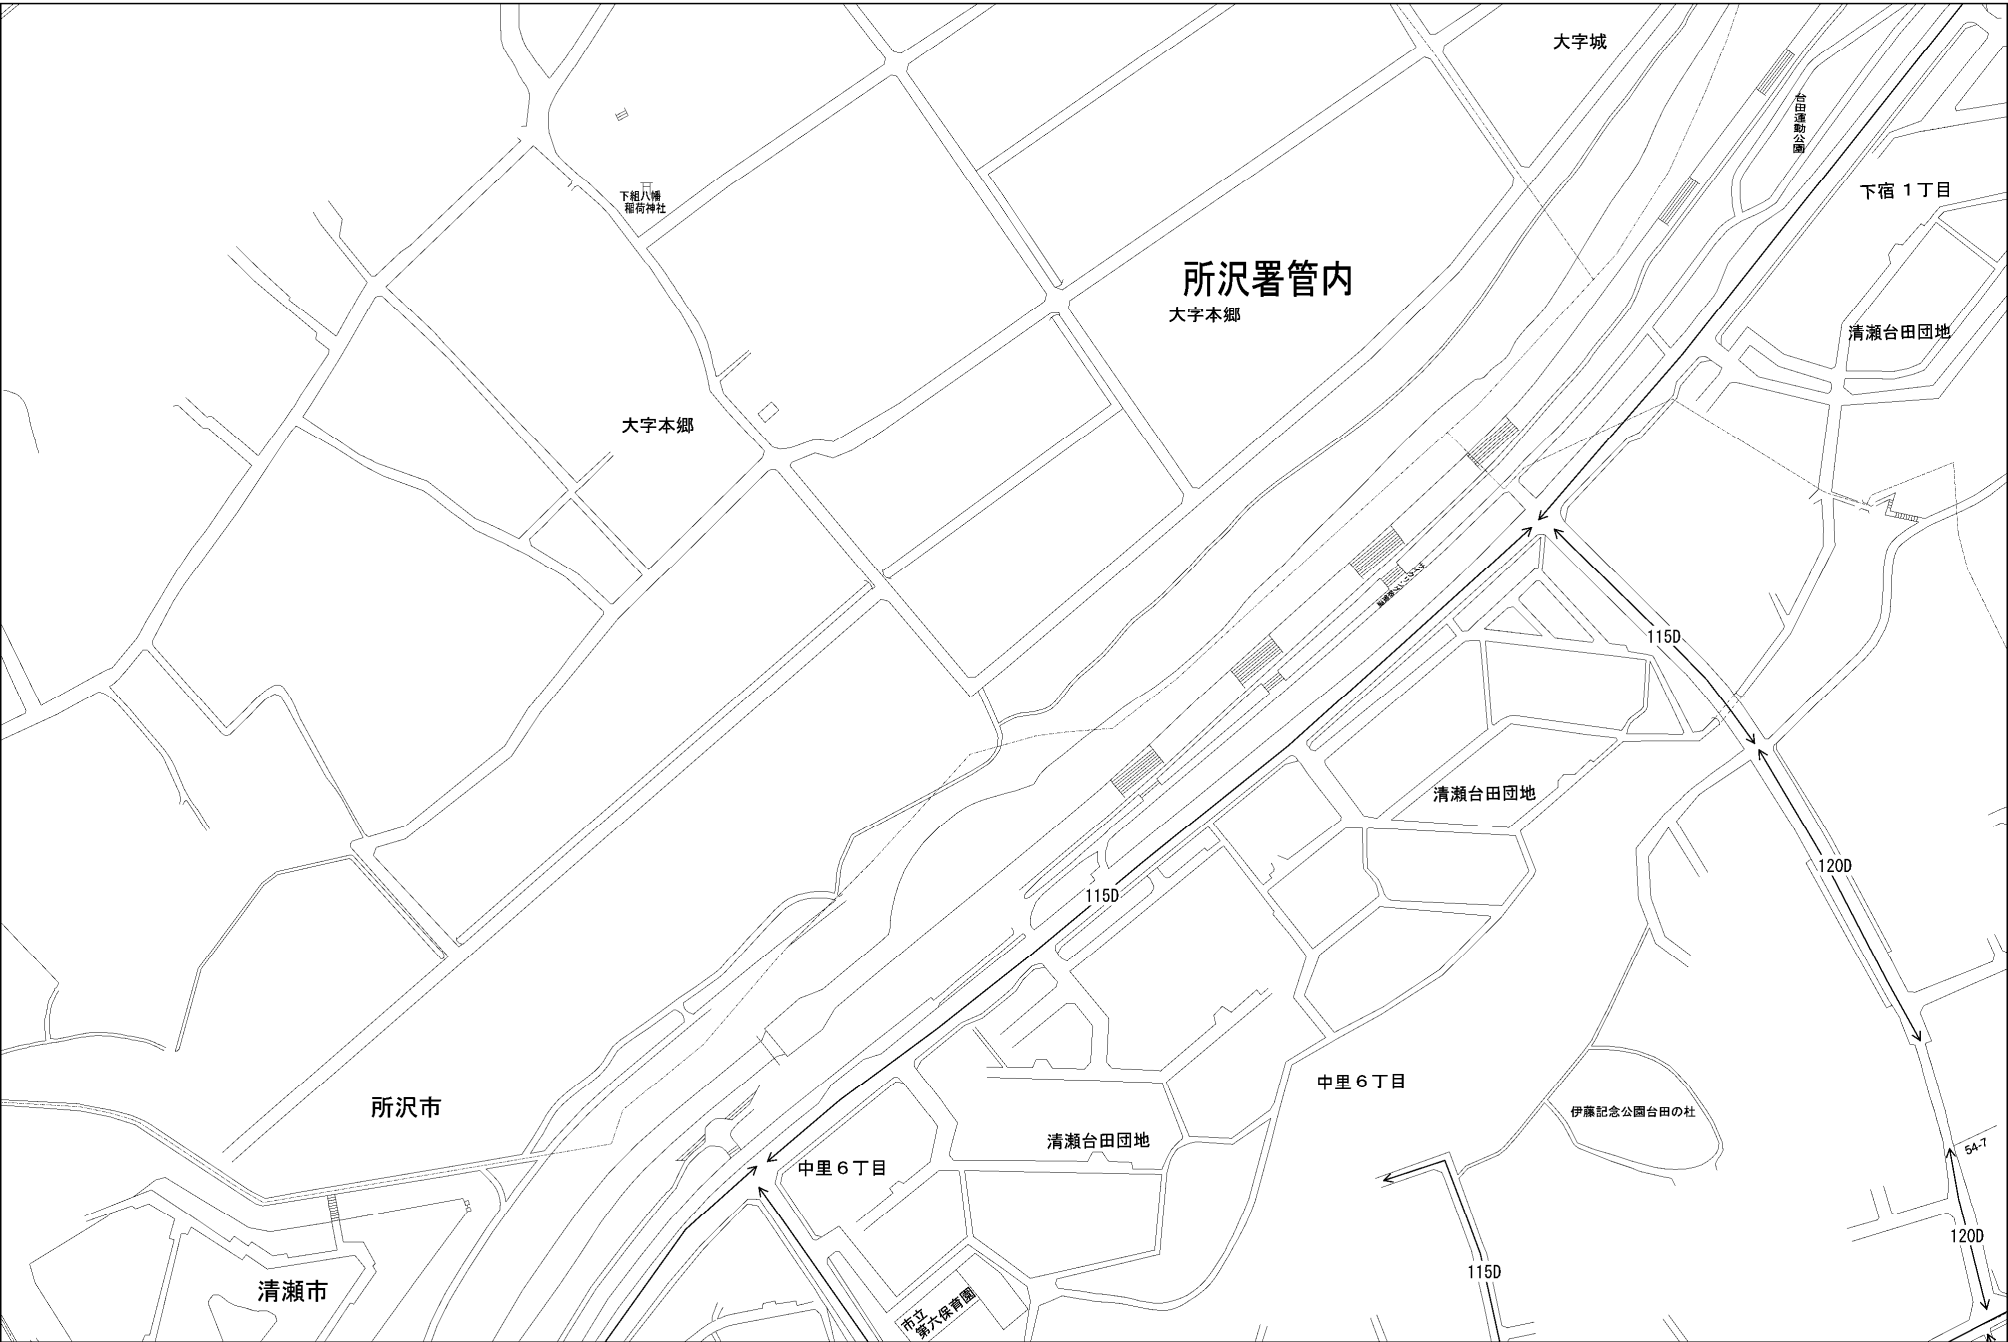 大字城
台田運動公園
下宿１丁目
下組八幡
稲荷神社
所沢署管内
大字本郷
清瀬台田団地
大字本郷
115D
清瀬台田団地
120D
115D
中里６丁目
所沢市
伊藤記念公園台田の杜
清瀬台田団地
54-7
中里６丁目
120D
115D
清瀬市
市立
第六保育園